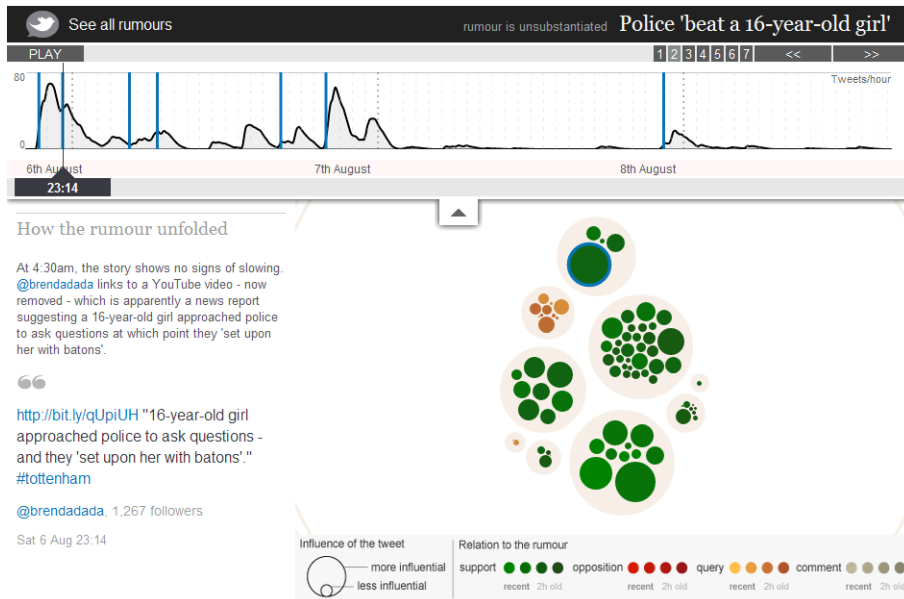 See all rumours
rumour is unsubstantiated Police 'beat a 16-year-old girl'
PLAY
1 2 3 4 5 6 7 << >>
80
Tweets/hour
0
6th August 7th August 8th August
23:14
How the rumour unfolded
At 4:30am, the story shows no signs of slowing.
@brendadada links to a YouTube video - now
removed - which is apparently a news report
suggesting a 16-year-old girl approached police
to ask questions at which point they 'set upon
her with batons'.
http://bit.ly/qUpiUH "16-year-old girl
approached police to ask questions -
and they 'set upon her with batons'."
#tottenham
@brendadada, 1,267 followers
Sat 6 Aug 23:14
Influence of the tweet
more influential
less influential
Relation to the rumour
support opposition query comment
recent 2h old recent 2h old recent 2h old recent 2h old